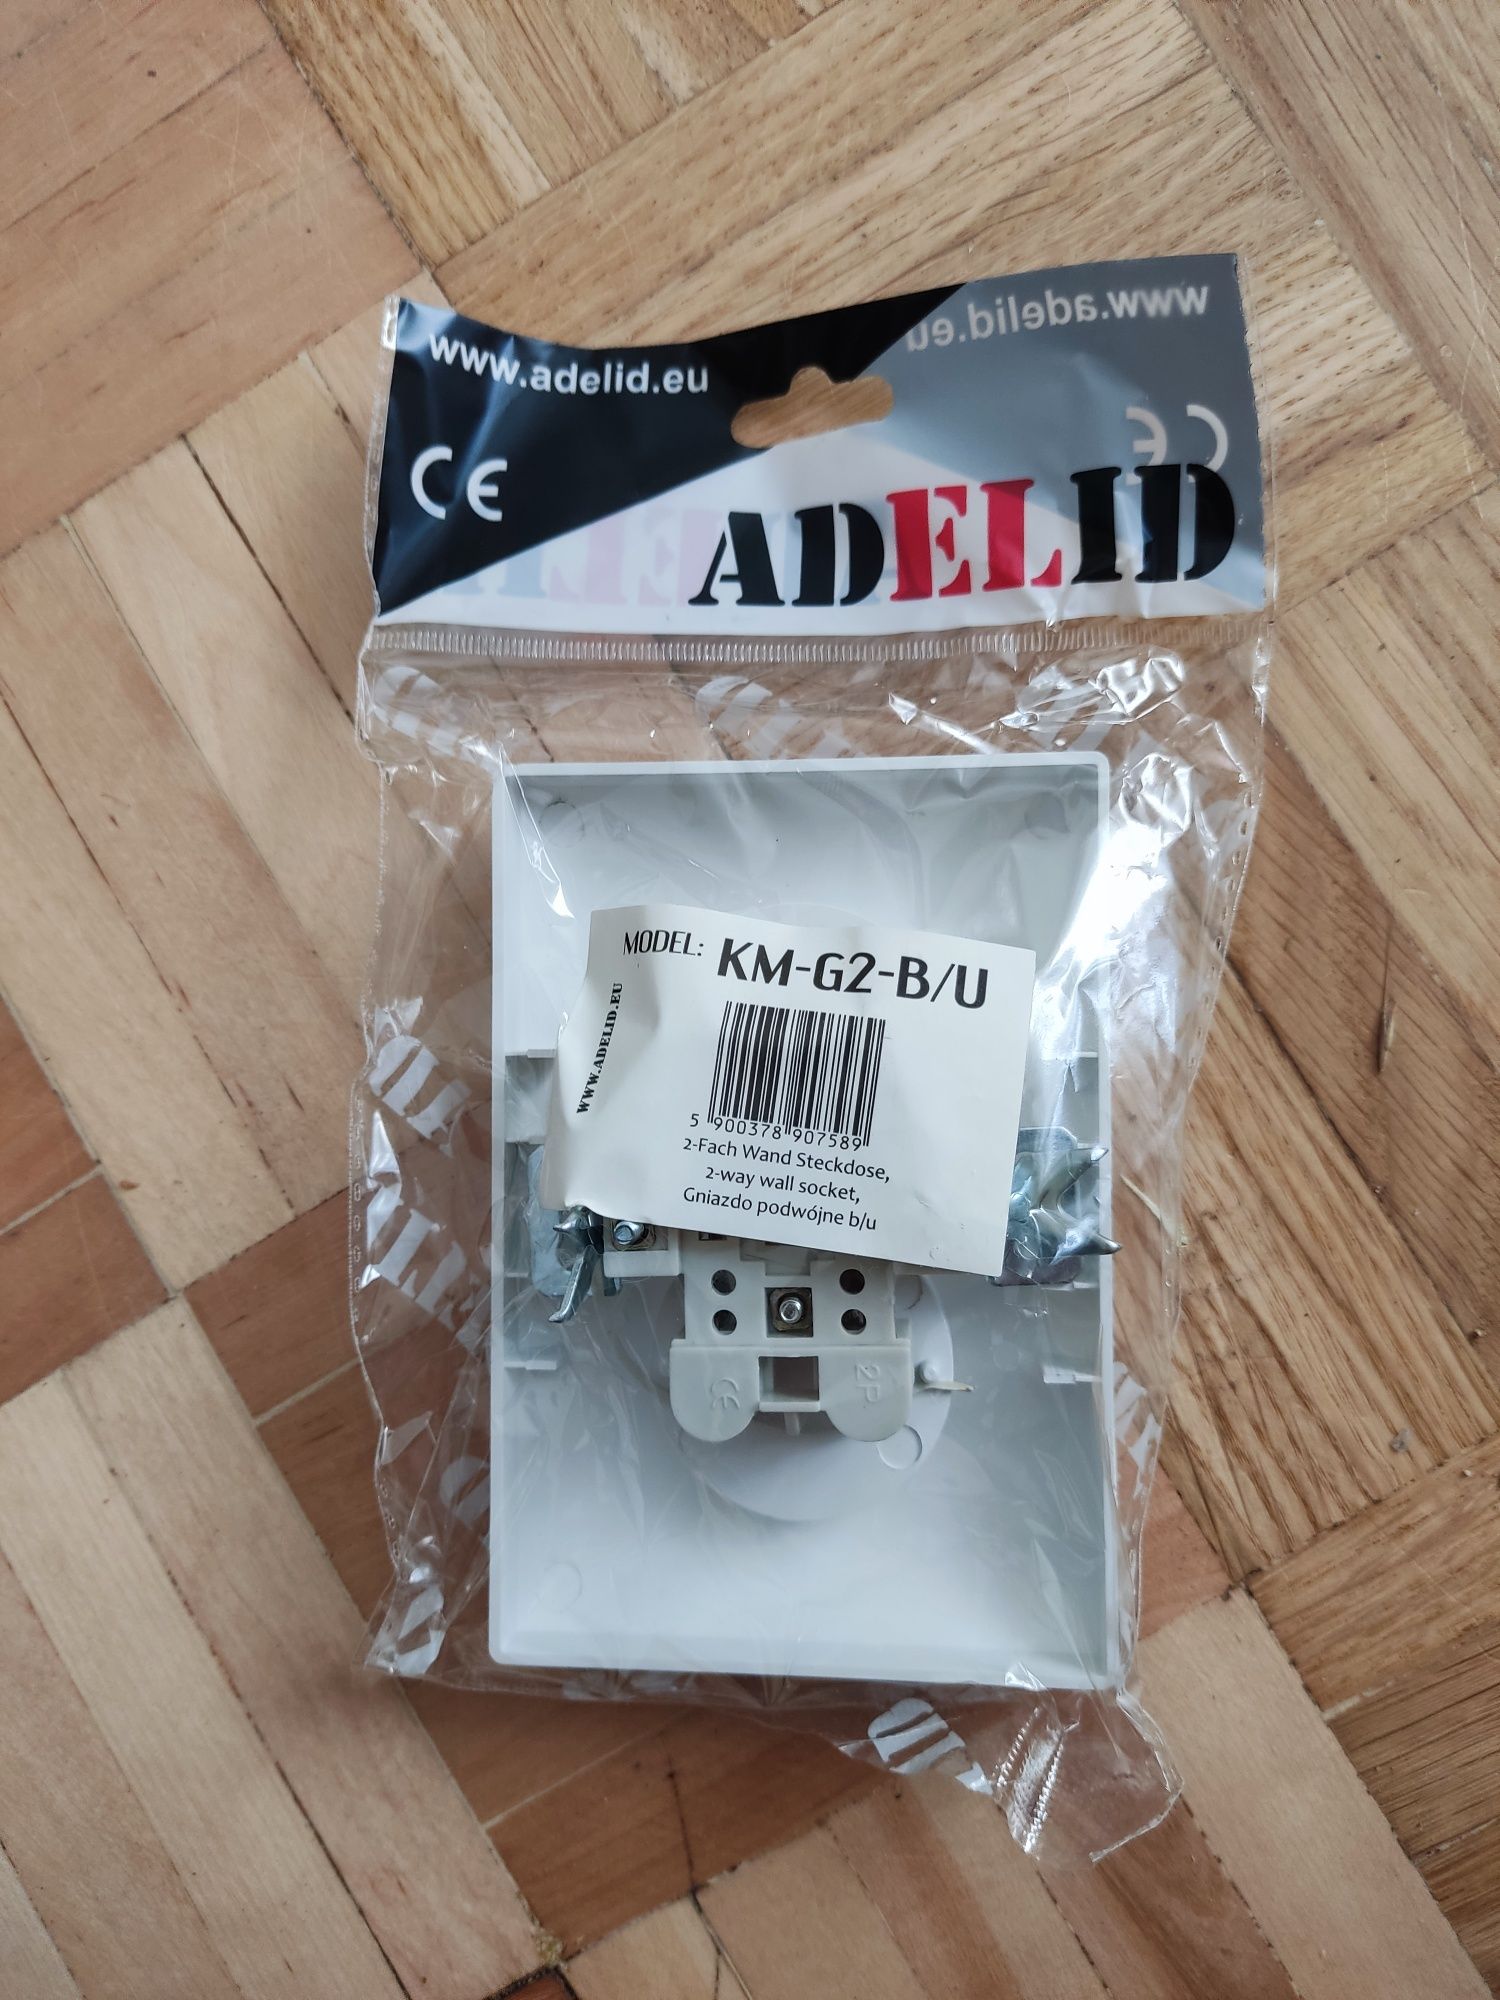 www.adelid.eu
www.adelid.eu
CE
CE
ADELID
MODEL: KM-G2-B/U
WWW.ADELID.EU
5 900378 907589
2-Fach Wand Steckdose,
2-way wall socket,
Gniazdo podwójne b/u
CE
2P